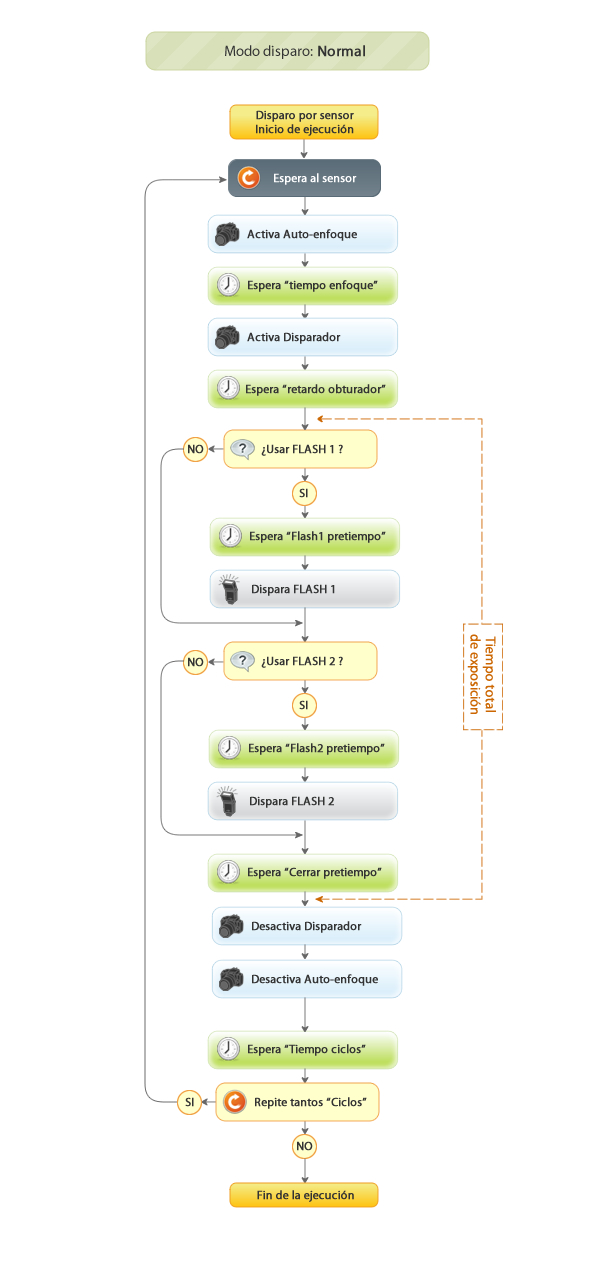 Modo disparo: Normal
Disparo por sensor
Inicio de ejecución
Espera al sensor
Activa Auto-enfoque
Espera “tiempo enfoque”
Activa Disparador
Espera “retardo obturador”
NO
? ¿Usar FLASH 1 ?
SI
Espera “Flash1 pretiempo”
Dispara FLASH 1
Tiempo total
de exposición
NO
? ¿Usar FLASH 2 ?
SI
Espera “Flash2 pretiempo”
Dispara FLASH 2
Espera “Cerrar pretiempo”
Desactiva Disparador
Desactiva Auto-enfoque
Espera “Tiempo ciclos”
SI
Repite tantos “Ciclos”
NO
Fin de la ejecución